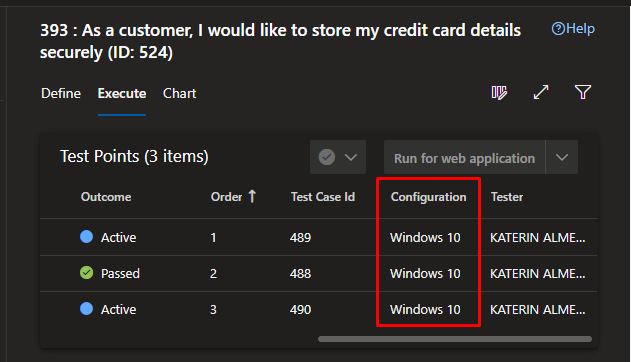 393 : As a customer, I would like to store my credit card details
securely (ID: 524)
Help
Define Execute Chart
Test Points (3 items)
Run for web application
Outcome Order Test Case Id Configuration Tester
Active 1 489 Windows 10 KATERIN ALME...
Passed 2 488 Windows 10 KATERIN ALME...
Active 3 490 Windows 10 KATERIN ALME...